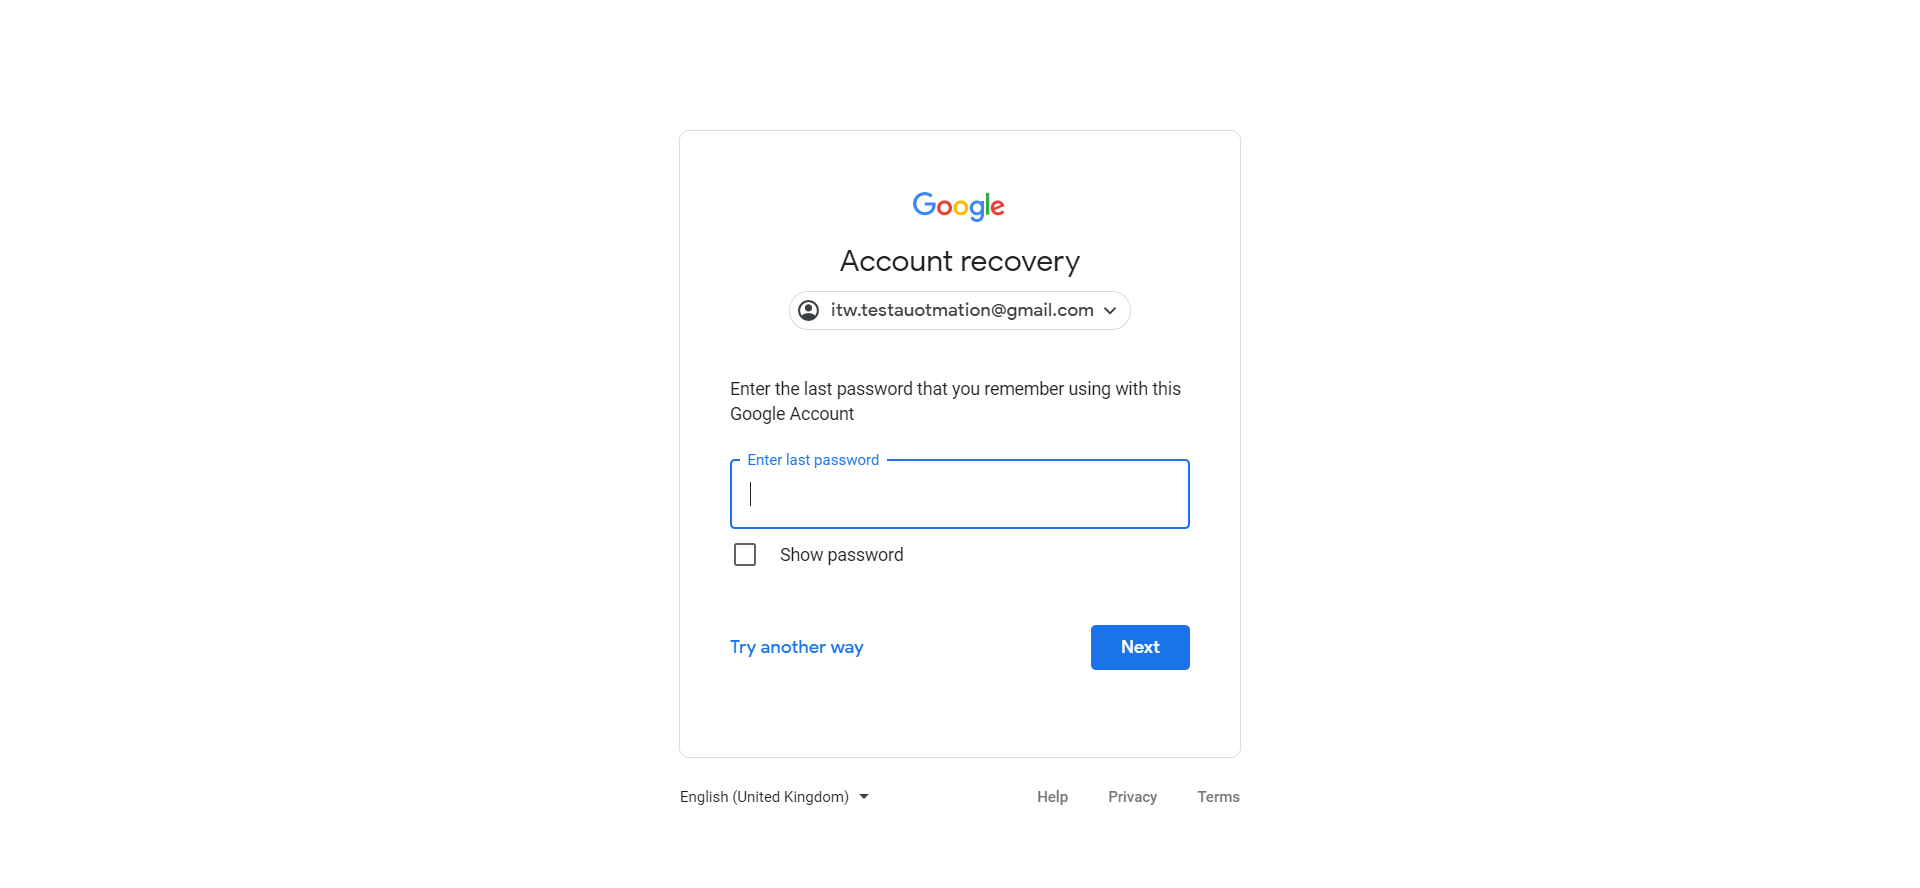 Google
Account recovery
itw.testauotmation@gmail.com
Enter the last password that you remember using with this
Google Account
Enter last password
Show password
Try another way
Next
English (United Kingdom)
Help
Privacy
Terms